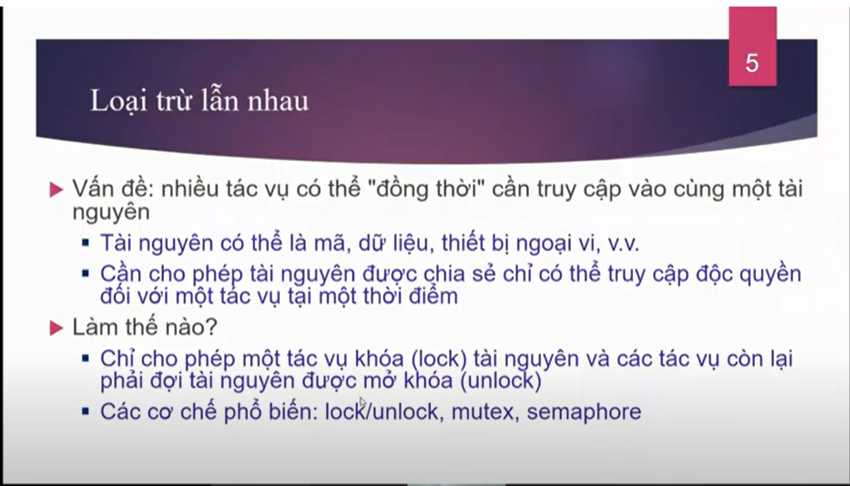 5
Loại trừ lẫn nhau
Vấn đề: nhiều tác vụ có thể "đồng thời" cần truy cập vào cùng một tài
nguyên
Tài nguyên có thể là mã, dữ liệu, thiết bị ngoại vi, v.v.
Cần cho phép tài nguyên được chia sẻ chỉ có thể truy cập độc quyền
đối với một tác vụ tại một thời điểm
Làm thế nào?
Chỉ cho phép một tác vụ khóa (lock) tài nguyên và các tác vụ còn lại
phải đợi tài nguyên được mở khóa (unlock)
Các cơ chế phổ biến: lock/unlock, mutex, semaphore